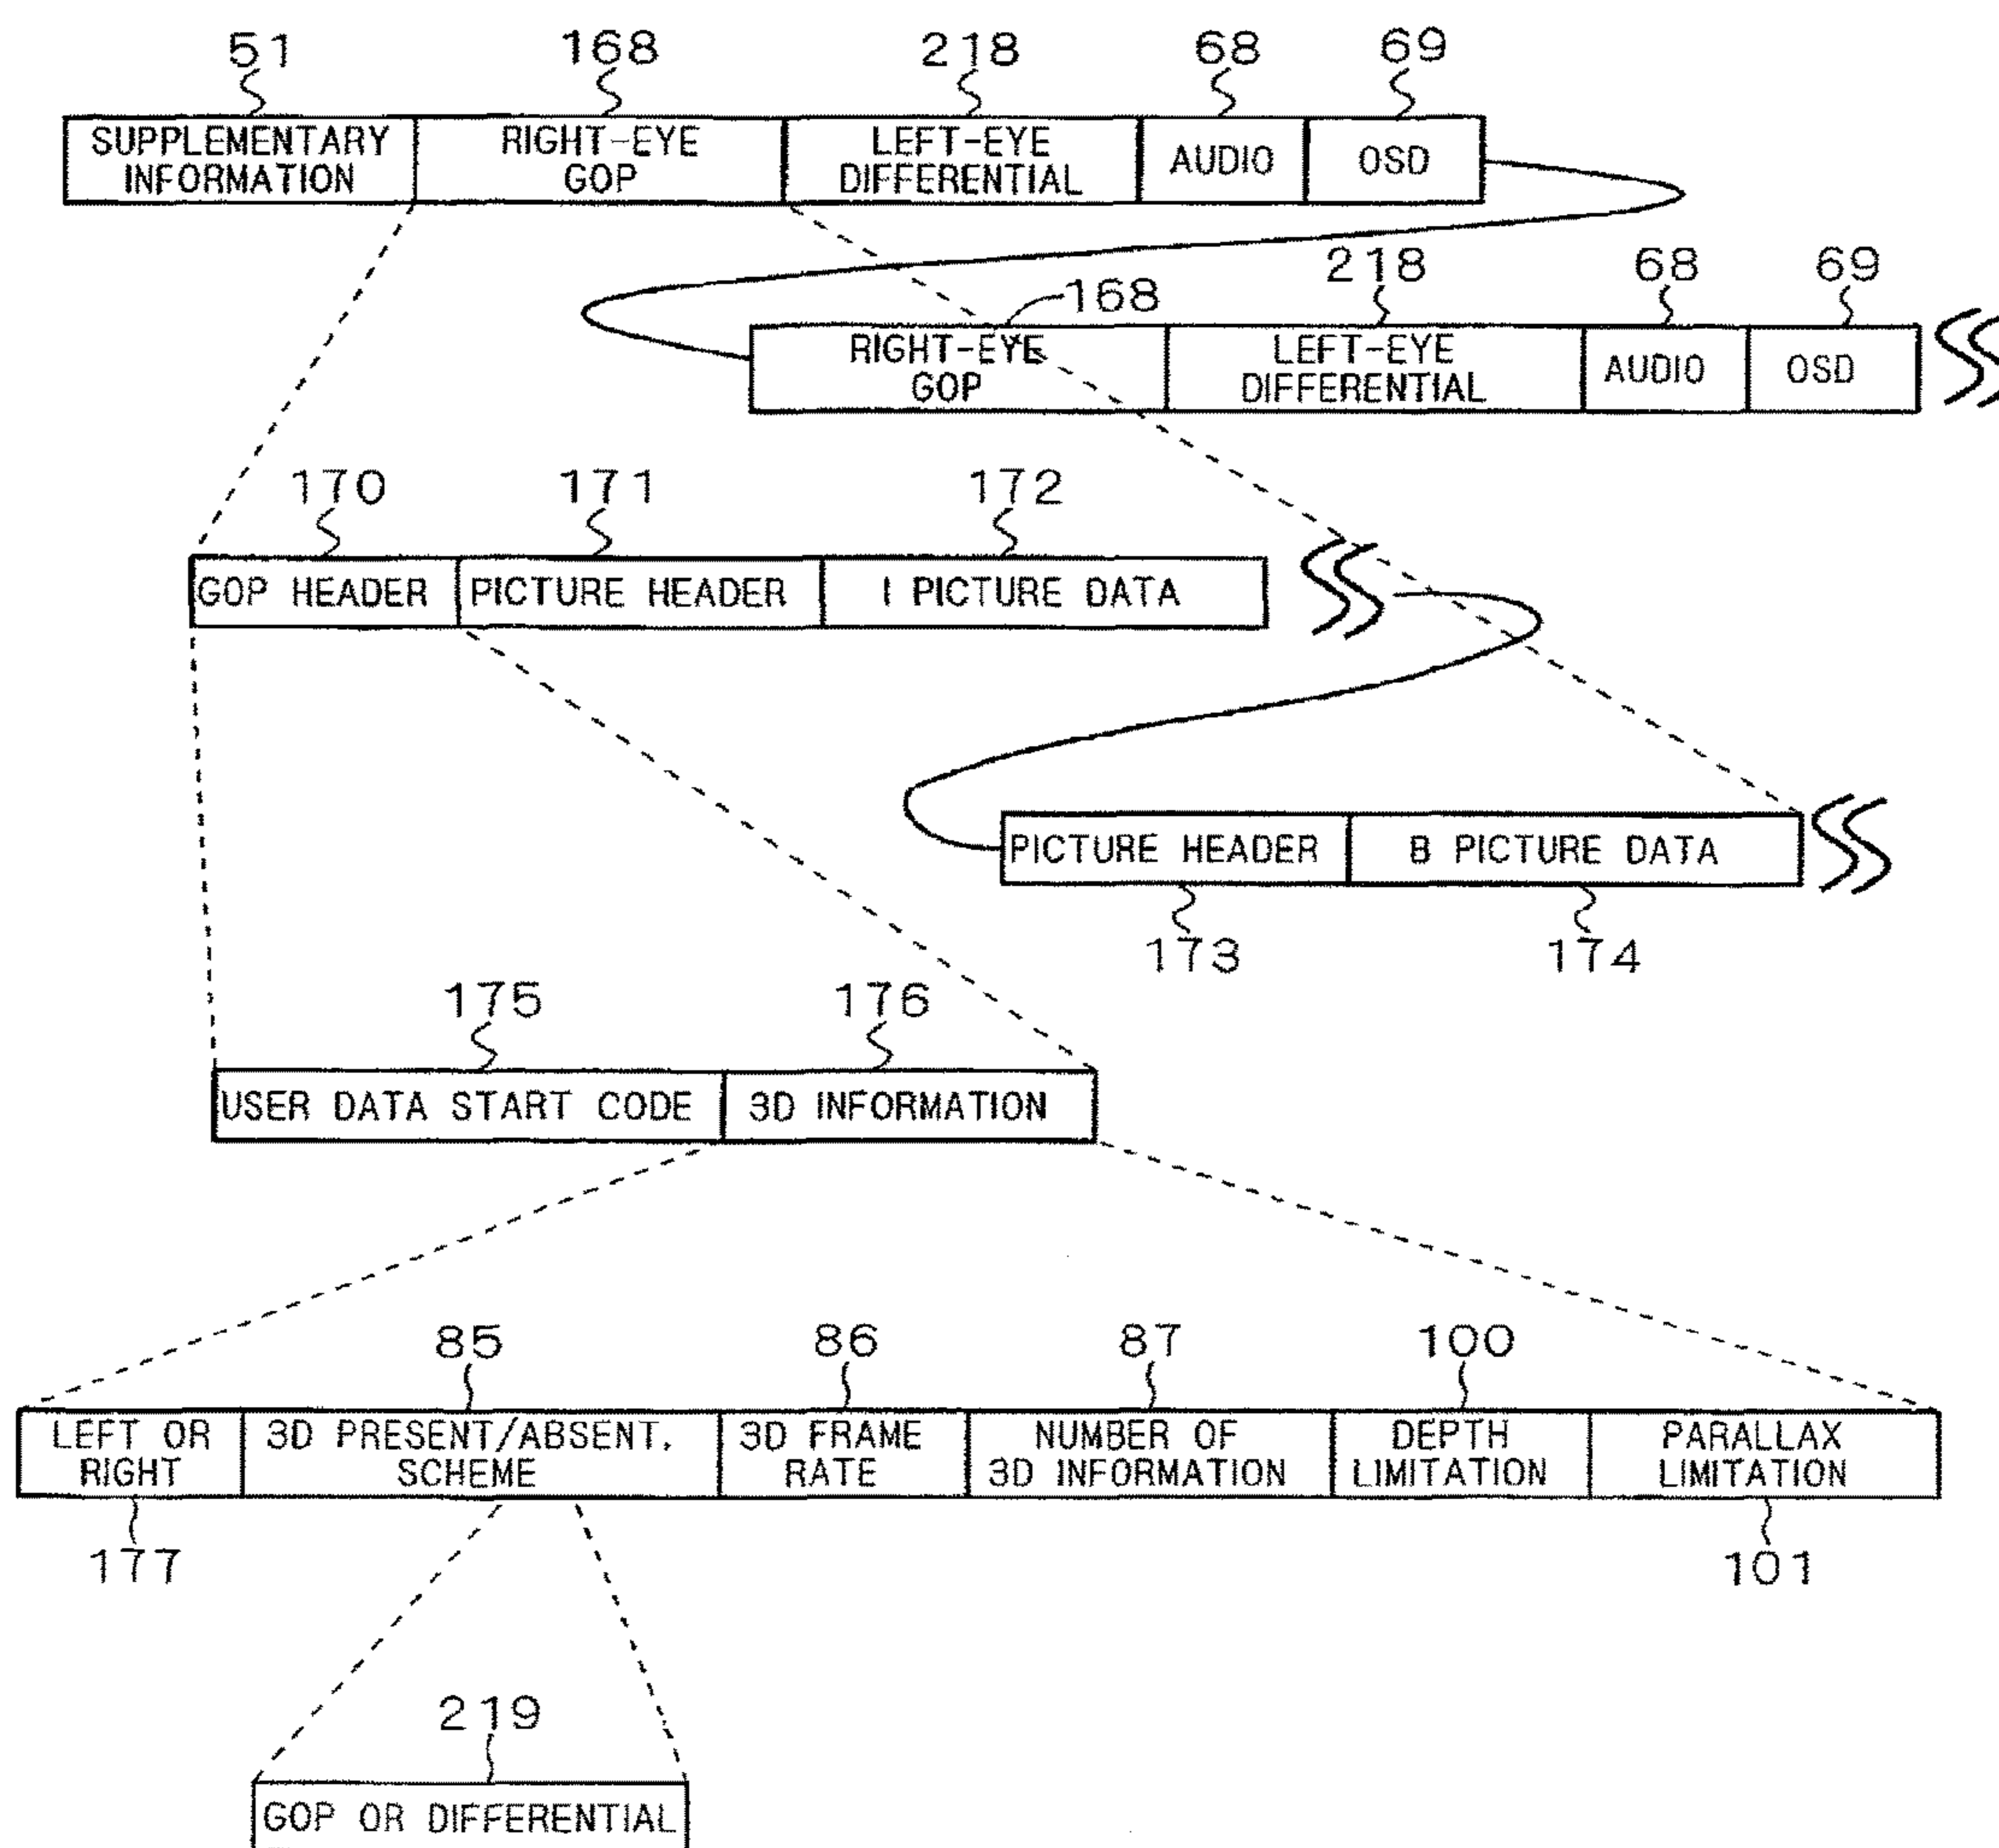 51 168 218 68 69
SUPPLEMENTARY INFORMATION RIGHT-EYE GOP LEFT-EYE DIFFERENTIAL AUDIO OSD
168 218 68 69
RIGHT-EYE GOP LEFT-EYE DIFFERENTIAL AUDIO OSD
170 171 172
GOP HEADER PICTURE HEADER I PICTURE DATA
PICTURE HEADER B PICTURE DATA
173 174
175 176
USER DATA START CODE 3D INFORMATION
85 86 87 100
LEFT OR RIGHT 3D PRESENT/ABSENT, SCHEME 3D FRAME RATE NUMBER OF 3D INFORMATION DEPTH LIMITATION PARALLAX LIMITATION
177 101
219
GOP OR DIFFERENTIAL